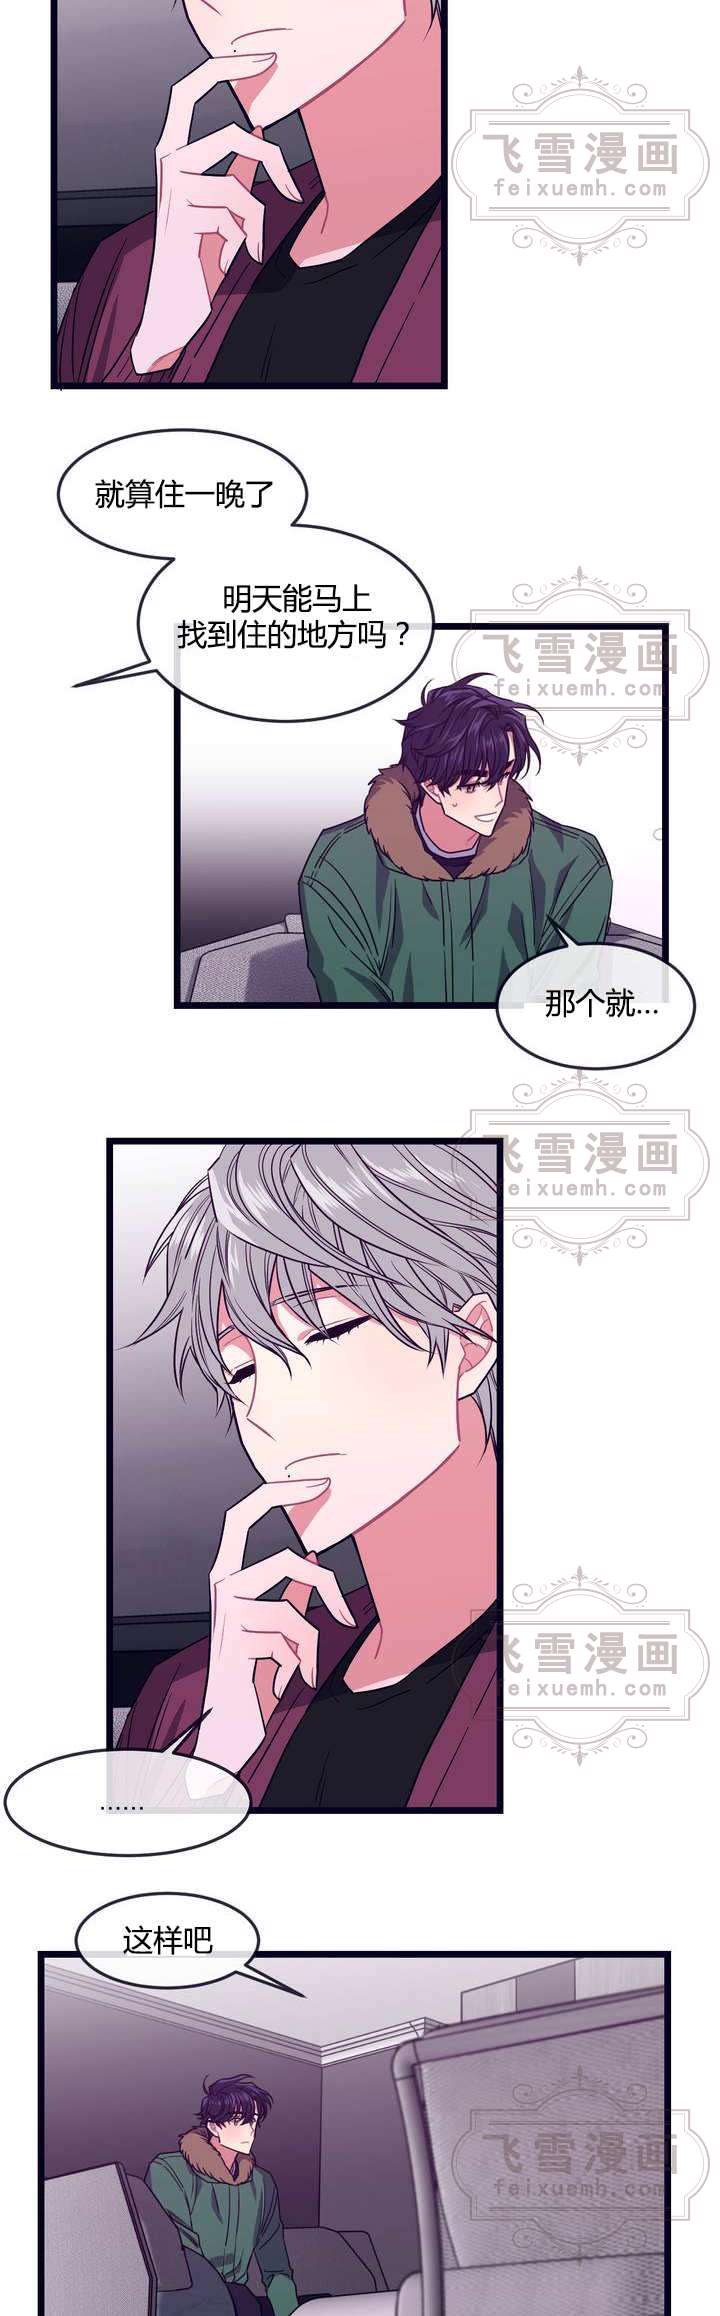 飞雪漫画
feixuemh.com
就算住一晚了
明天能马上
找到住的地方吗？
飞雪漫画
feixuemh.com
那个就...
飞雪漫画
feixuemh.com
飞雪漫画
feixuemh.com
......
这样吧
飞雪漫画
feixuemh.com